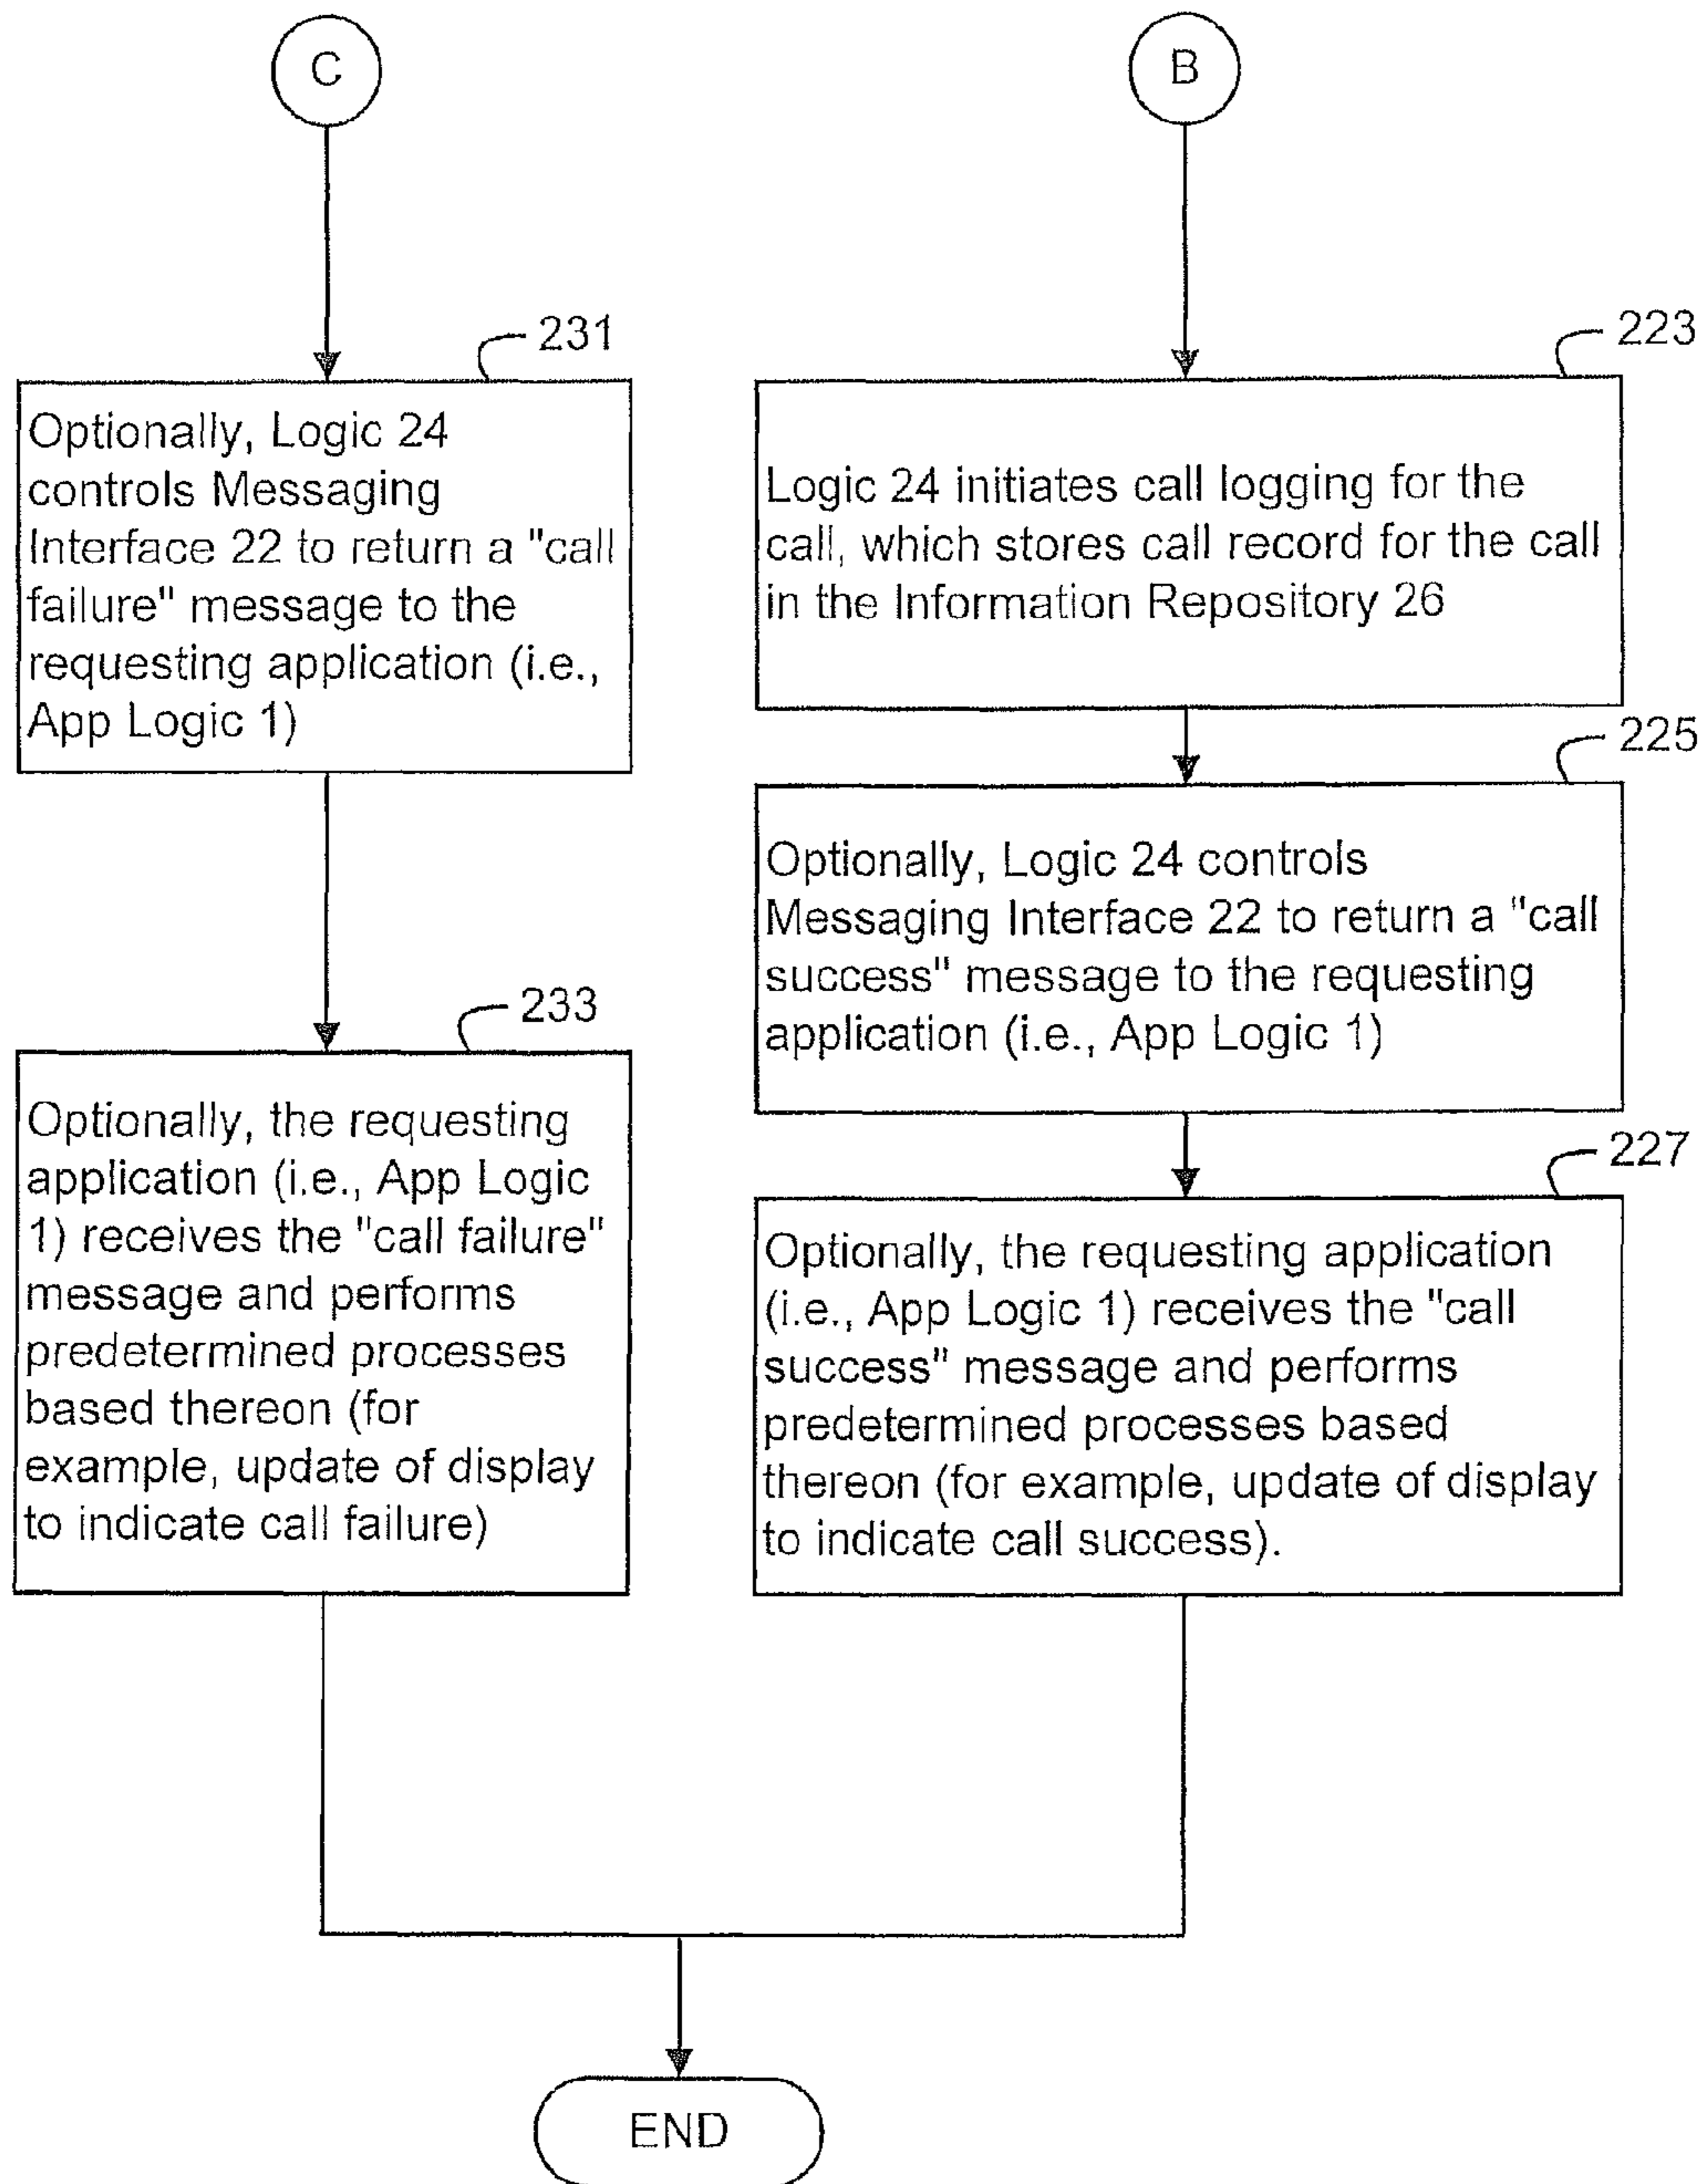 C
231
Optionally, Logic 24
controls Messaging
Interface 22 to return a "call
failure" message to the
requesting application (i.e.,
App Logic 1)
233
Optionally, the requesting
application (i.e., App Logic
1) receives the "call failure"
message and performs
predetermined processes
based thereon (for
example, update of display
to indicate call failure)
B
223
Logic 24 initiates call logging for the
call, which stores call record for the call
in the Information Repository 26
225
Optionally, Logic 24 controls
Messaging Interface 22 to return a "call
success" message to the requesting
application (i.e., App Logic 1)
227
Optionally, the requesting application
(i.e., App Logic 1) receives the "call
success" message and performs
predetermined processes based
thereon (for example, update of display
to indicate call success).
END